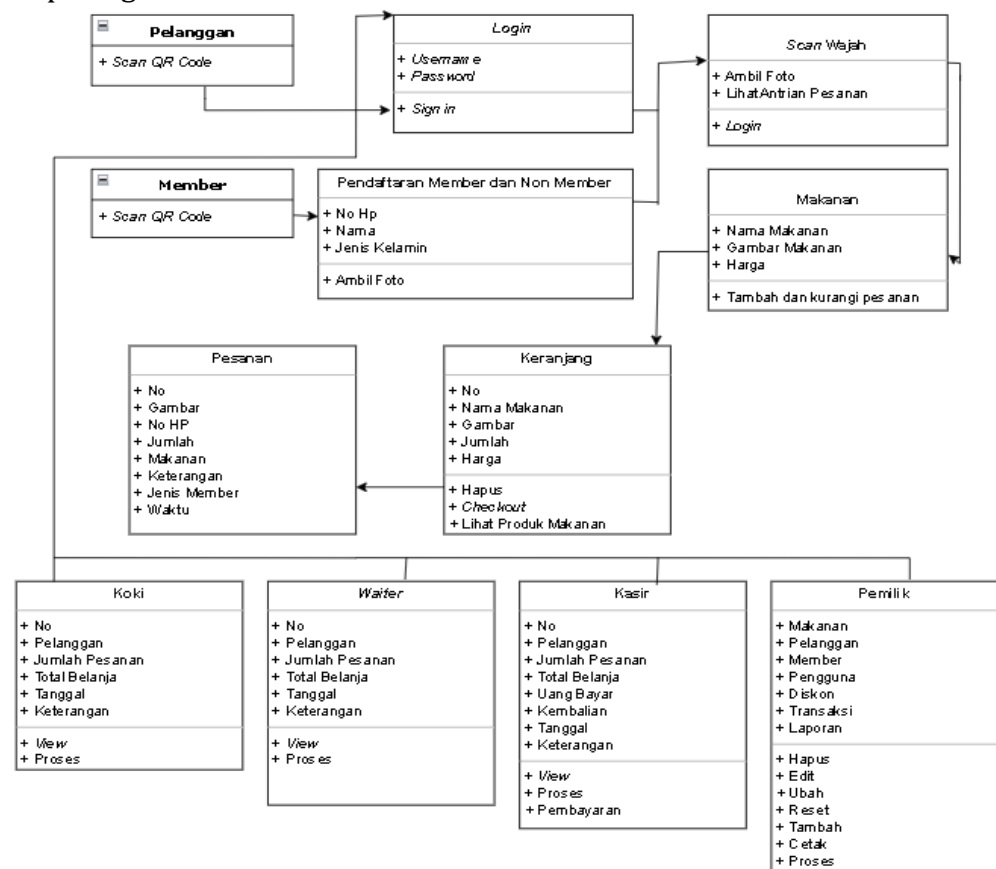 Pelanggan
+ Scan QR Code
Login
+ Username
+ Password
+ Sign in
Scan Wajah
+ Ambil Foto
+ LihatAntrian Pesanan
+ Login
Member
+ Scan QR Code
Pendaftaran Member dan Non Member
+ No Hp
+ Nama
+ Jenis Kelamin
+ Ambil Foto
Makanan
+ Nama Makanan
+ Gambar Makanan
+ Harga
+ Tambah dan kurangi pesanan
Pesanan
+ No
+ Gambar
+ No HP
+ Jumlah
+ Makanan
+ Keterangan
+ Jenis Member
+ Waktu
Keranjang
+ No
+ Nama Makanan
+ Gambar
+ Jumlah
+ Harga
+ Hapus
+ Checkout
+ Lihat Produk Makanan
Koki
+ No
+ Pelanggan
+ Jumlah Pesanan
+ Total Belanja
+ Tanggal
+ Keterangan
+ View
+ Proses
Waiter
+ No
+ Pelanggan
+ Jumlah Pesanan
+ Total Belanja
+ Tanggal
+ Keterangan
+ View
+ Proses
Kasir
+ No
+ Pelanggan
+ Jumlah Pesanan
+ Total Belanja
+ Uang Bayar
+ Kembalian
+ Tanggal
+ Keterangan
+ View
+ Proses
+ Pembayaran
Pemilik
+ Makanan
+ Pelanggan
+ Member
+ Pengguna
+ Diskon
+ Transaksi
+ Laporan
+ Hapus
+ Edit
+ Ubah
+ Reset
+ Tambah
+ Cetak
+ Proses